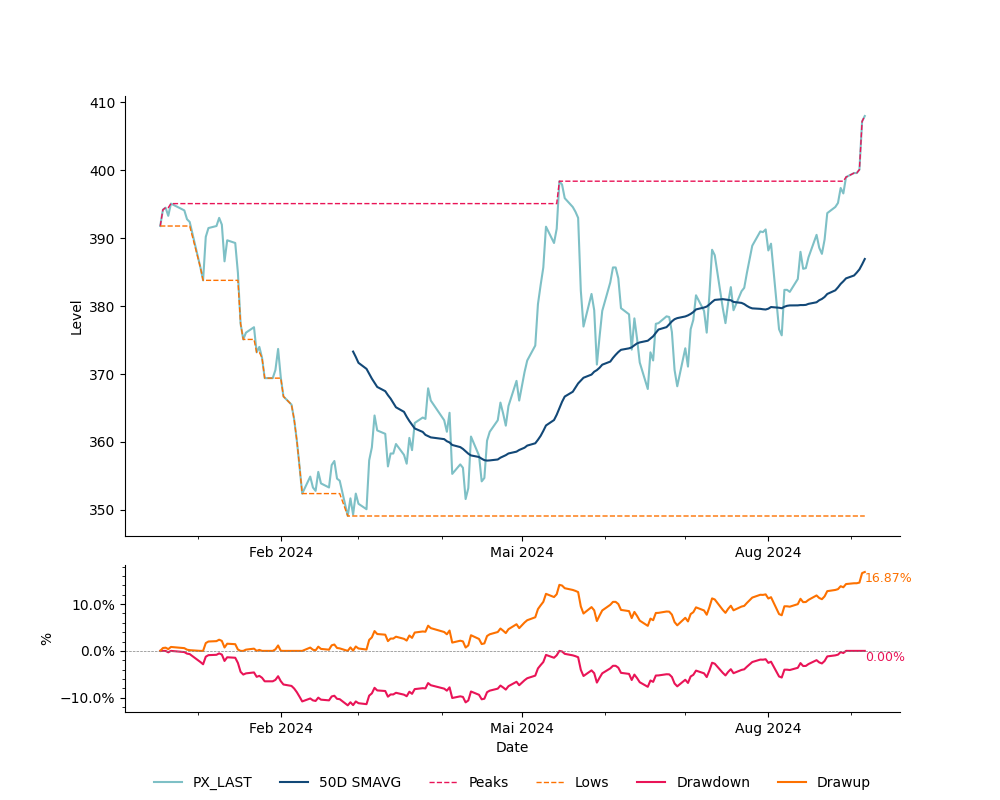 410
400
390
380
370
360
350
Level
Feb 2024 Mai 2024 Aug 2024
10.0%
0.0%
−10.0%
%
16.87%
0.00%
Feb 2024 Mai 2024 Aug 2024
Date
PX_LAST 50D SMAVG Peaks Lows Drawdown Drawup